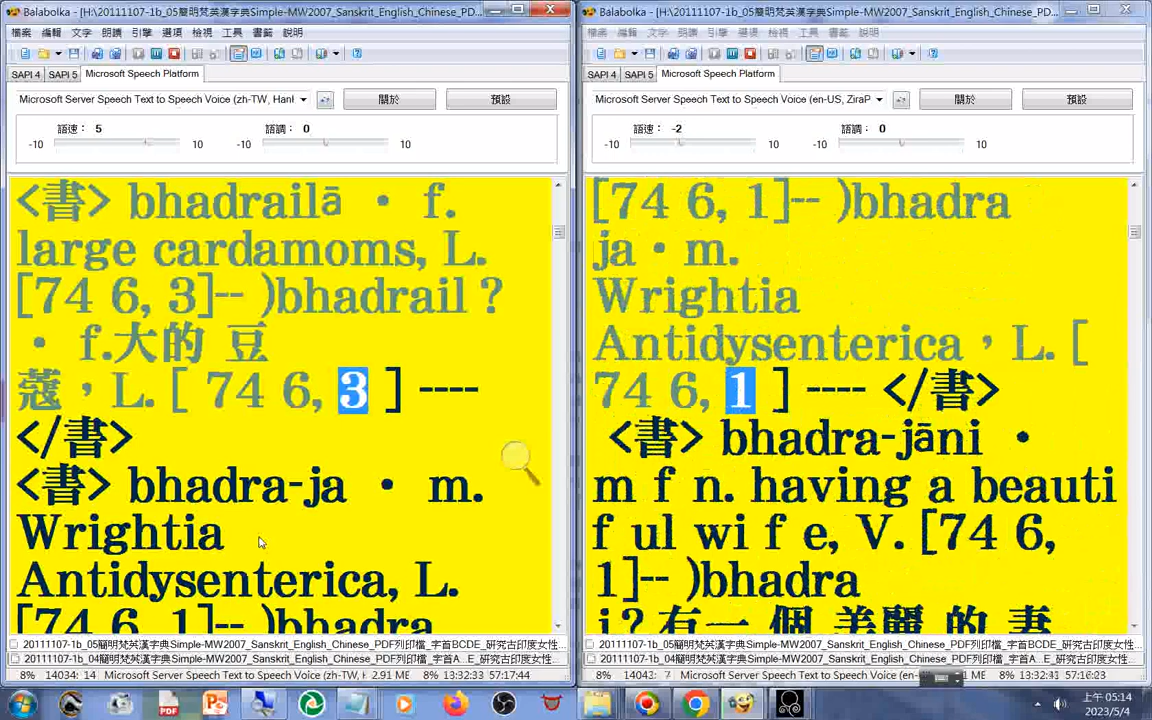 Balabolka - [H:\20111107-1b_05簡明梵英漢字典Simple-MW2007_Sanskrit_English_Chinese_PD...
檔案 編輯 文字 朗讀 引擎 選項 檢視 工具 書籤 說明
SAPI 4 SAPI 5 Microsoft Speech Platform
Microsoft Server Speech Text to Speech Voice (zh-TW, Hanl
關於 預設
語速： 5 語調： 0
-10 10 -10 10
<書> bhadrailā • f.
large cardamoms, L.
[74 6, 3]-- )bhadrail ?
• f.大的 豆
蔻，L. [ 74 6, 3 ] ----
</書>
<書> bhadra-ja • m.
Wrightia
Antidysenterica, L.
[74 6, 1]-- )bhadra
20111107-1b_05簡明梵英漢字典Simple-MW2007_Sanskrit_English_Chinese_PDF列印檔_字首BCDE_研究古印度女性...
20111107-1b_04簡明梵英漢字典Simple-MW2007_Sanskrit_English_Chinese_PDF列印檔_字首A...E_研究古印度女性...
8% 14034: 14 Microsoft Server Speech Text to Speech Voice (zh-TW, H 2.91 ME 8% 13:32:33 57:17:44
Balabolka - [H:\20111107-1b_05簡明梵英漢字典Simple-MW2007_Sanskrit_English_Chinese_PD...
檔案 編輯 文字 朗讀 引擎 選項 檢視 工具 書籤 說明
SAPI 4 SAPI 5 Microsoft Speech Platform
Microsoft Server Speech Text to Speech Voice (en-US, ZiraP
關於 預設
語速： -2 語調： 0
-10 10 -10 10
[74 6, 1]-- )bhadra
ja • m.
Wrightia
Antidysenterica，L. [
74 6, 1 ] ---- </書>
<書> bhadra-jāni •
m f n. having a beauti
f ul wi f e, V. [74 6,
1]-- )bhadra
j?有一 個 美麗 的 妻
20111107-1b_05簡明梵英漢字典Simple-MW2007_Sanskrit_English_Chinese_PDF列印檔_字首BCDE_研究古印度女性...
20111107-1b_04簡明梵英漢字典Simple-MW2007_Sanskrit_English_Chinese_PDF列印檔_字首A...E_研究古印度女性...
8% 14043: Microsoft Server Speech Text to Speech Voice (en-US, 8% 13:32:41 57:16:23
上午 05:14
2023/5/4